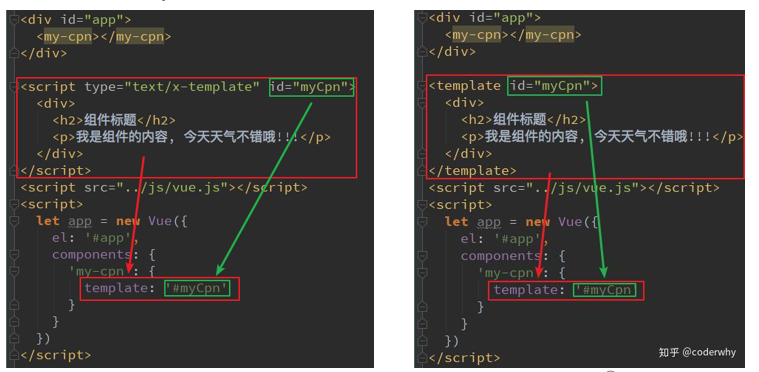 <div id="app">
<my-cpn></my-cpn>
</div>
<script type="text/x-template" id="myCpn">
<div>
<h2>组件标题</h2>
<p>我是组件的内容, 今天天气不错哦!!!</p>
</div>
</script>
<script src="../js/vue.js"></script>
<script>
let app = new Vue({
el: '#app',
components: {
'my-cpn': {
template: '#myCpn'
}
}
})
</script>
<div id="app">
<my-cpn></my-cpn>
</div>
<template id="myCpn">
<div>
<h2>组件标题</h2>
<p>我是组件的内容, 今天天气不错哦!!!</p>
</div>
</template>
<script src="../js/vue.js"></script>
<script>
let app = new Vue({
el: '#app',
components: {
'my-cpn': {
template: '#myCpn
}
}
})
</script>
知乎 @coderwhy